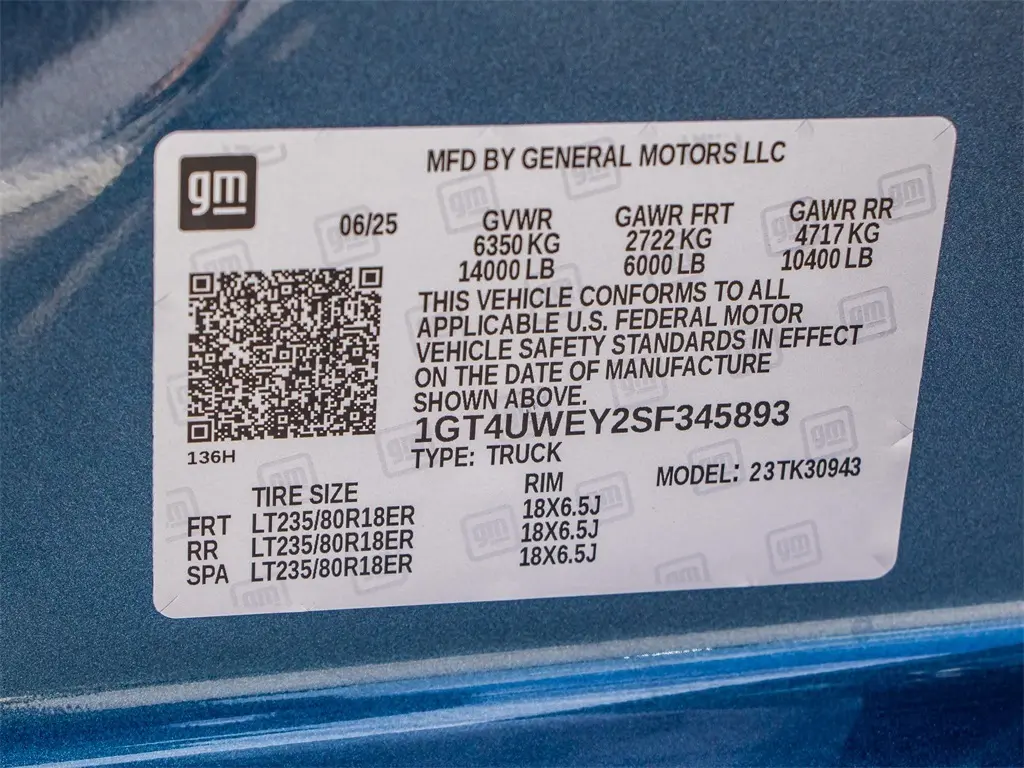 gm
MFD BY GENERAL MOTORS LLC
06/25
GVWR GAWR FRT GAWR RR
6350 KG 2722 KG 4717 KG
14000 LB 6000 LB 10400 LB
THIS VEHICLE CONFORMS TO ALL
APPLICABLE U.S. FEDERAL MOTOR
VEHICLE SAFETY STANDARDS IN EFFECT
ON THE DATE OF MANUFACTURE
SHOWN ABOVE.
1GT4UWEY2SF345893
136H
TYPE: TRUCK
MODEL: 23TK30943
TIRE SIZE RIM
FRT LT235/80R18ER 18X6.5J
RR LT235/80R18ER 18X6.5J
SPA LT235/80R18ER 18X6.5J